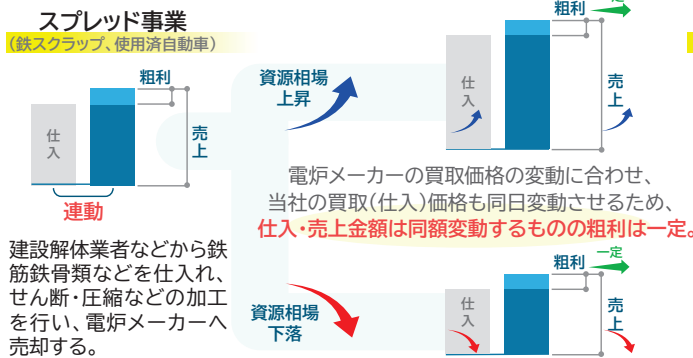 スプレッド事業
（鉄スクラップ、使用済自動車）
粗利
仕入
売上
連動
建設解体業者などから鉄
筋鉄骨類などを仕入れ、
せん断・圧縮などの加工
を行い、電炉メーカーへ
売却する。
資源相場
上昇
粗利
仕入
売上
電炉メーカーの買取価格の変動に合わせ、
当社の買取（仕入）価格も同日変動させるため、
仕入・売上金額は同額変動するものの粗利は一定。
資源相場
下落
粗利
一定
仕入
売上